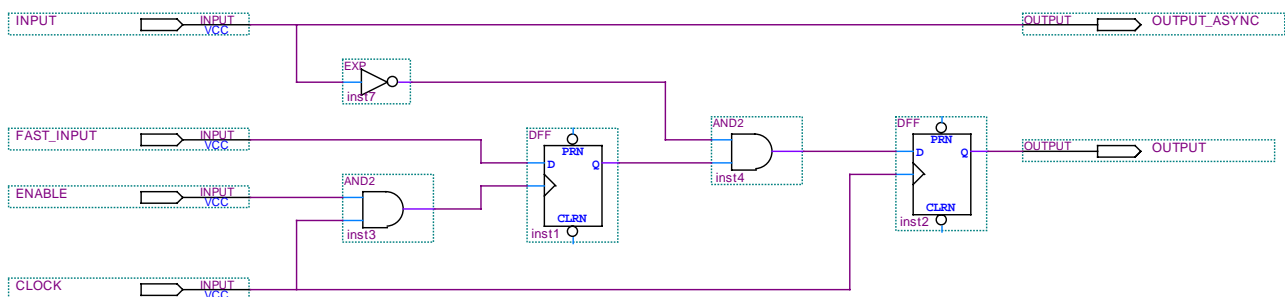 INPUT INPUT VCC OUTPUT OUTPUT_ASYNC
EXP
inst7
FAST_INPUT INPUT VCC
DFF
PRN
D Q
CLRN
inst1
AND2
inst4
DFF
PRN
D Q
CLRN
inst2
OUTPUT OUTPUT
ENABLE INPUT VCC
AND2
inst3
CLOCK INPUT VCC